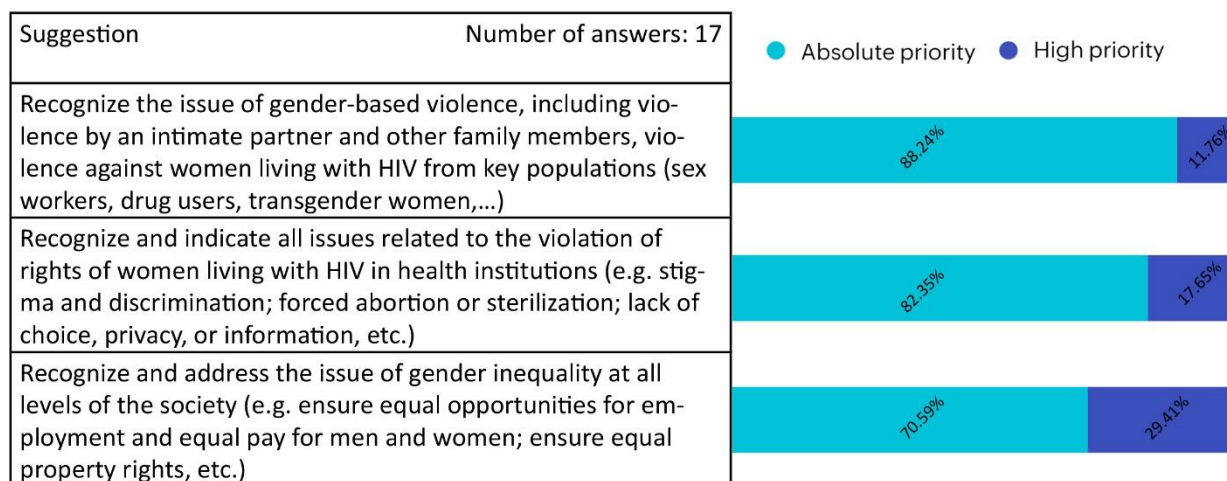 Suggestion Number of answers: 17
Absolute priority High priority
Recognize the issue of gender-based violence, including vio-
lence by an intimate partner and other family members, vio-
lence against women living with HIV from key populations (sex
workers, drug users, transgender women,...)
88.24% 11.76%
Recognize and indicate all issues related to the violation of
rights of women living with HIV in health institutions (e.g. stig-
ma and discrimination; forced abortion or sterilization; lack of
choice, privacy, or information, etc.)
82.35% 17.65%
Recognize and address the issue of gender inequality at all
levels of the society (e.g. ensure equal opportunities for em-
ployment and equal pay for men and women; ensure equal
property rights, etc.)
70.59% 29.41%